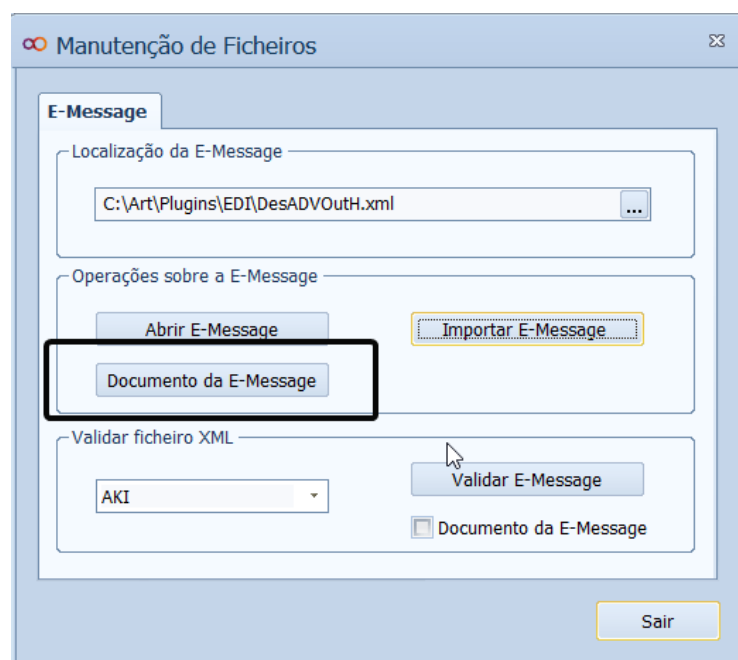 Manutenção de Ficheiros
E-Message
Localização da E-Message
C:\Art\Plugins\EDI\DesADVOutH.xml
...
Operações sobre a E-Message
Abrir E-Message
Importar E-Message
Documento da E-Message
Validar ficheiro XML
AKI
Validar E-Message
Documento da E-Message
Sair